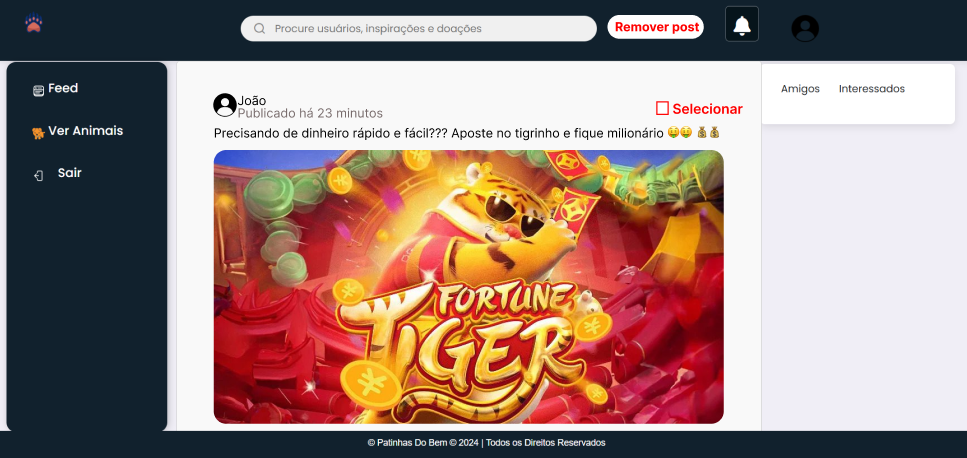 Procure usuários, inspirações e doações
Remover post
Feed
Ver Animais
Sair
João
Publicado há 23 minutos
Selecionar
Precisando de dinheiro rápido e fácil??? Aposte no tigrinho e fique milionário 🤑🤑 💰💰
FORTUNE
TIGER
Amigos Interessados
© Patinhas Do Bem © 2024 | Todos os Direitos Reservados